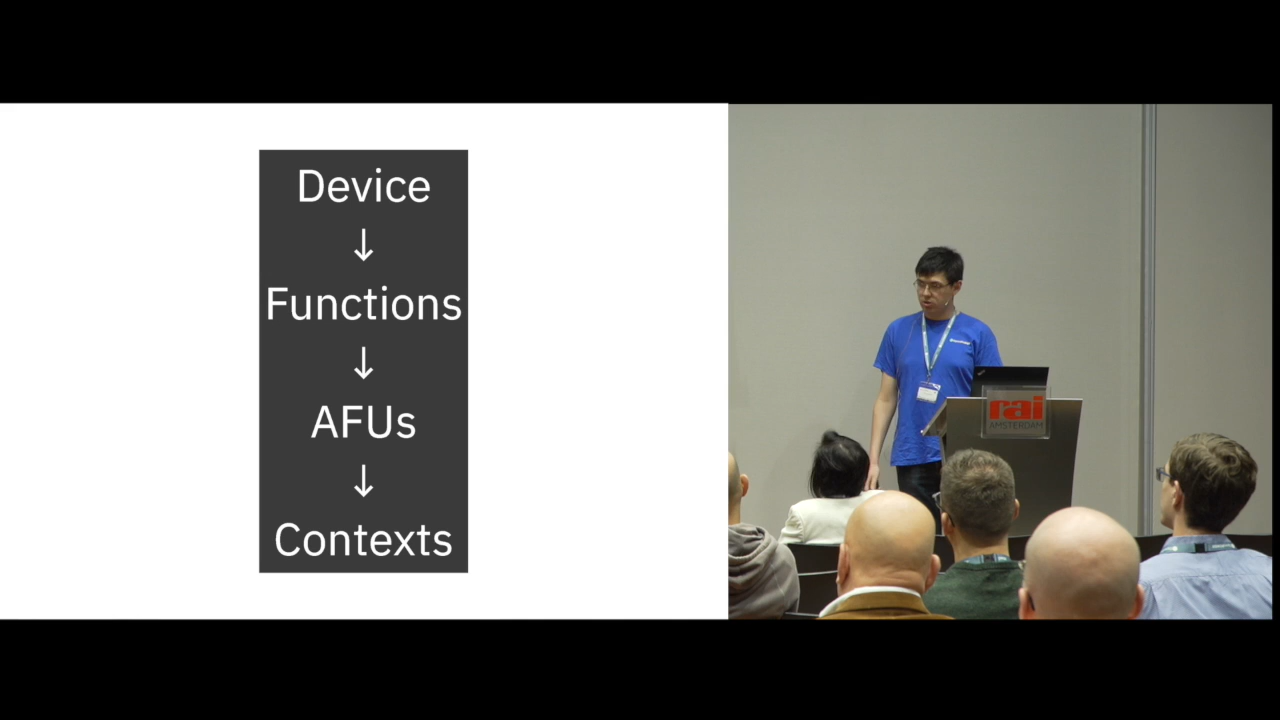 Device
↓
Functions
↓
AFUs
↓
Contexts
rai
AMSTERDAM